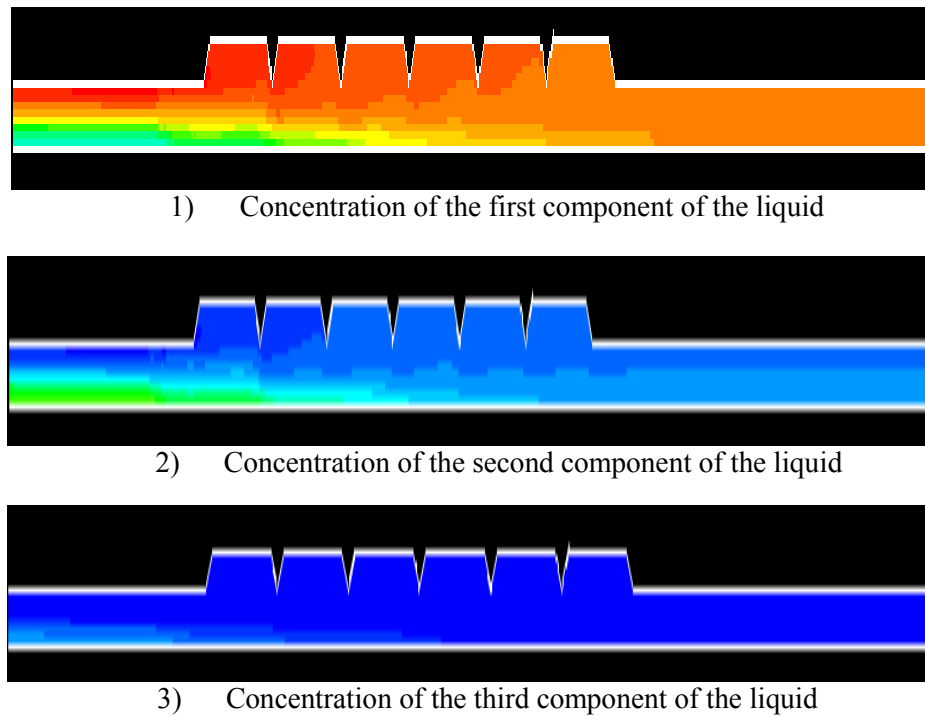 1) Concentration of the first component of the liquid
2) Concentration of the second component of the liquid
3) Concentration of the third component of the liquid